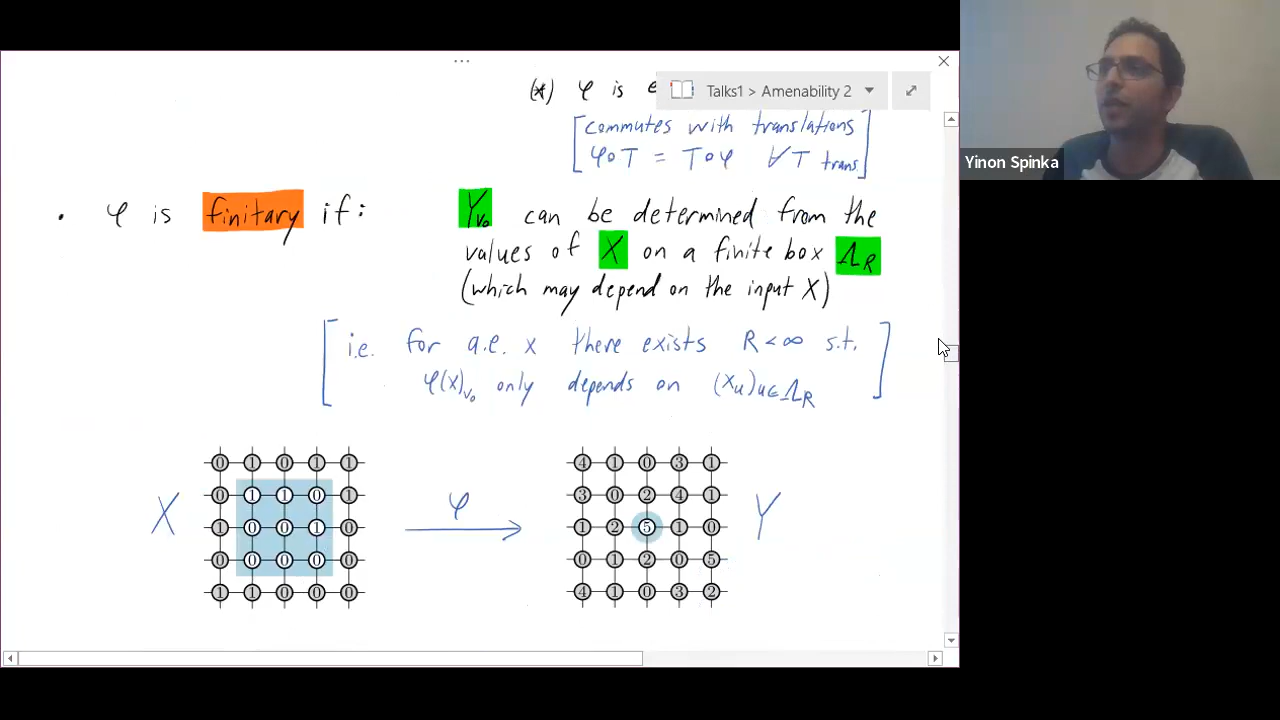 (*) φ is e
Talks1 > Amenability 2
[commutes with translations
φ∘T = T∘φ ∀T trans]
Yinon Spinka
• φ is finitary if: Y_{v_0} can be determined from the
values of X on a finite box Λ_R
(which may depend on the input X)
[i.e. for a.e. x there exists R<∞ s.t.
φ(x)_{v_0} only depends on (x_u)_{u∈Λ_R}]
0 1 0 1 1
0 1 1 0 1
1 0 0 1 0
0 0 0 0 0
1 1 0 0 0
X
φ
4 1 0 3 1
3 0 2 4 1
1 2 5 1 0
0 1 2 0 5
4 1 0 3 2
Y